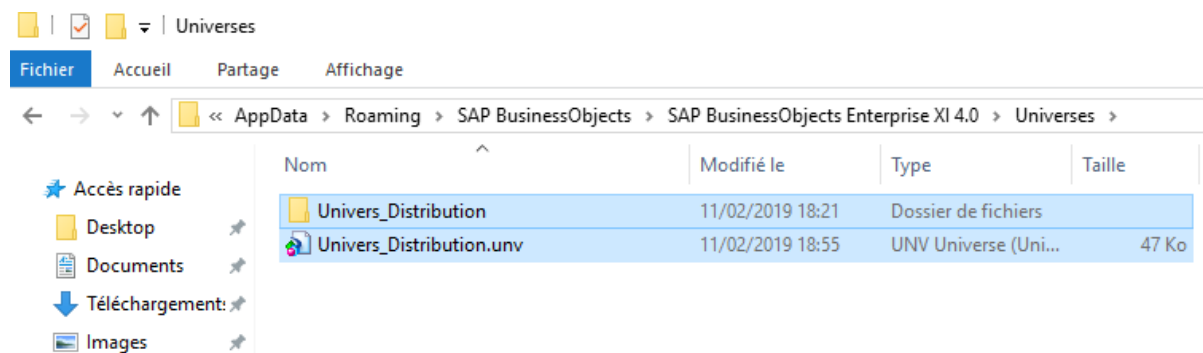 Universes
Fichier Accueil Partage Affichage
« AppData > Roaming > SAP BusinessObjects > SAP BusinessObjects Enterprise XI 4.0 > Universes >
Nom Modifié le Type Taille
Accès rapide
Univers_Distribution 11/02/2019 18:21 Dossier de fichiers
Desktop
Univers_Distribution.unv 11/02/2019 18:55 UNV Universe (Uni... 47 Ko
Documents
Téléchargement:
Images